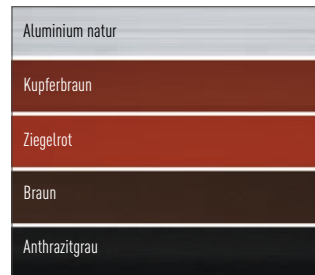 Aluminium natur
Kupferbraun
Ziegelrot
Braun
Anthrazitgrau